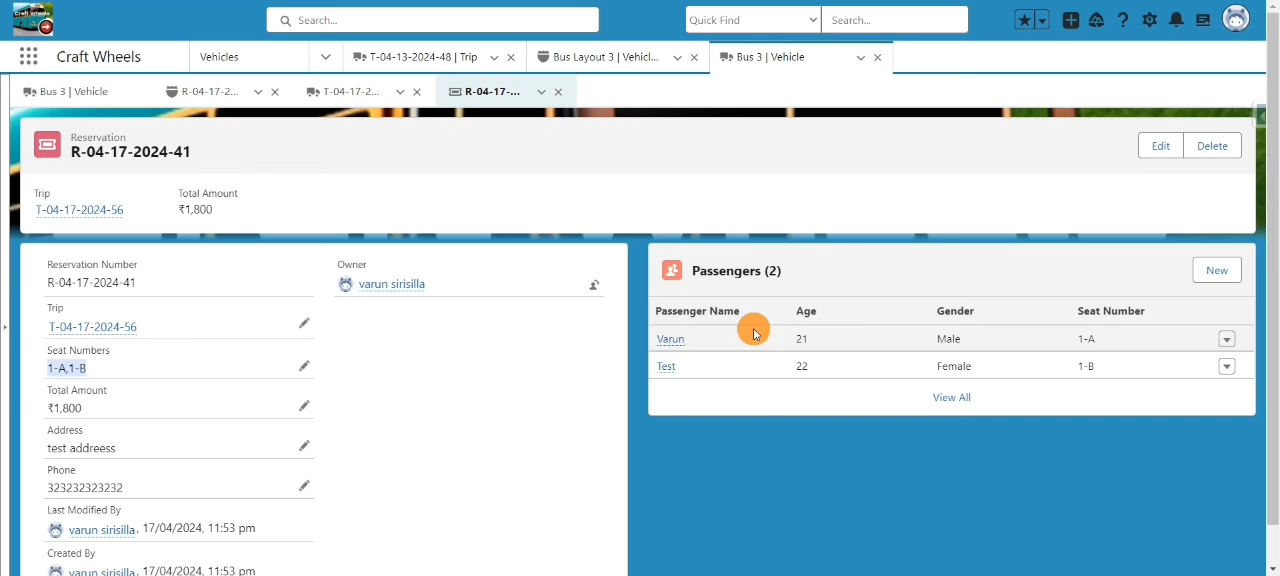 Craft Wheels
Search...
Quick Find
Search...
Craft Wheels
Vehicles
T-04-13-2024-48 | Trip
Bus Layout 3 | Vehicl...
Bus 3 | Vehicle
Bus 3 | Vehicle
R-04-17-2...
T-04-17-2...
R-04-17-...
Reservation
R-04-17-2024-41
Edit
Delete
Trip
Total Amount
T-04-17-2024-56
₹1,800
Reservation Number
R-04-17-2024-41
Owner
varun sirisilla
Trip
T-04-17-2024-56
Seat Numbers
1-A,1-B
Total Amount
₹1,800
Address
test addreess
Phone
323232323232
Last Modified By
varun sirisilla, 17/04/2024, 11:53 pm
Created By
varun sirisilla, 17/04/2024, 11:53 pm
Passengers (2)
New
Passenger Name Age Gender Seat Number
Varun 21 Male 1-A
Test 22 Female 1-B
View All